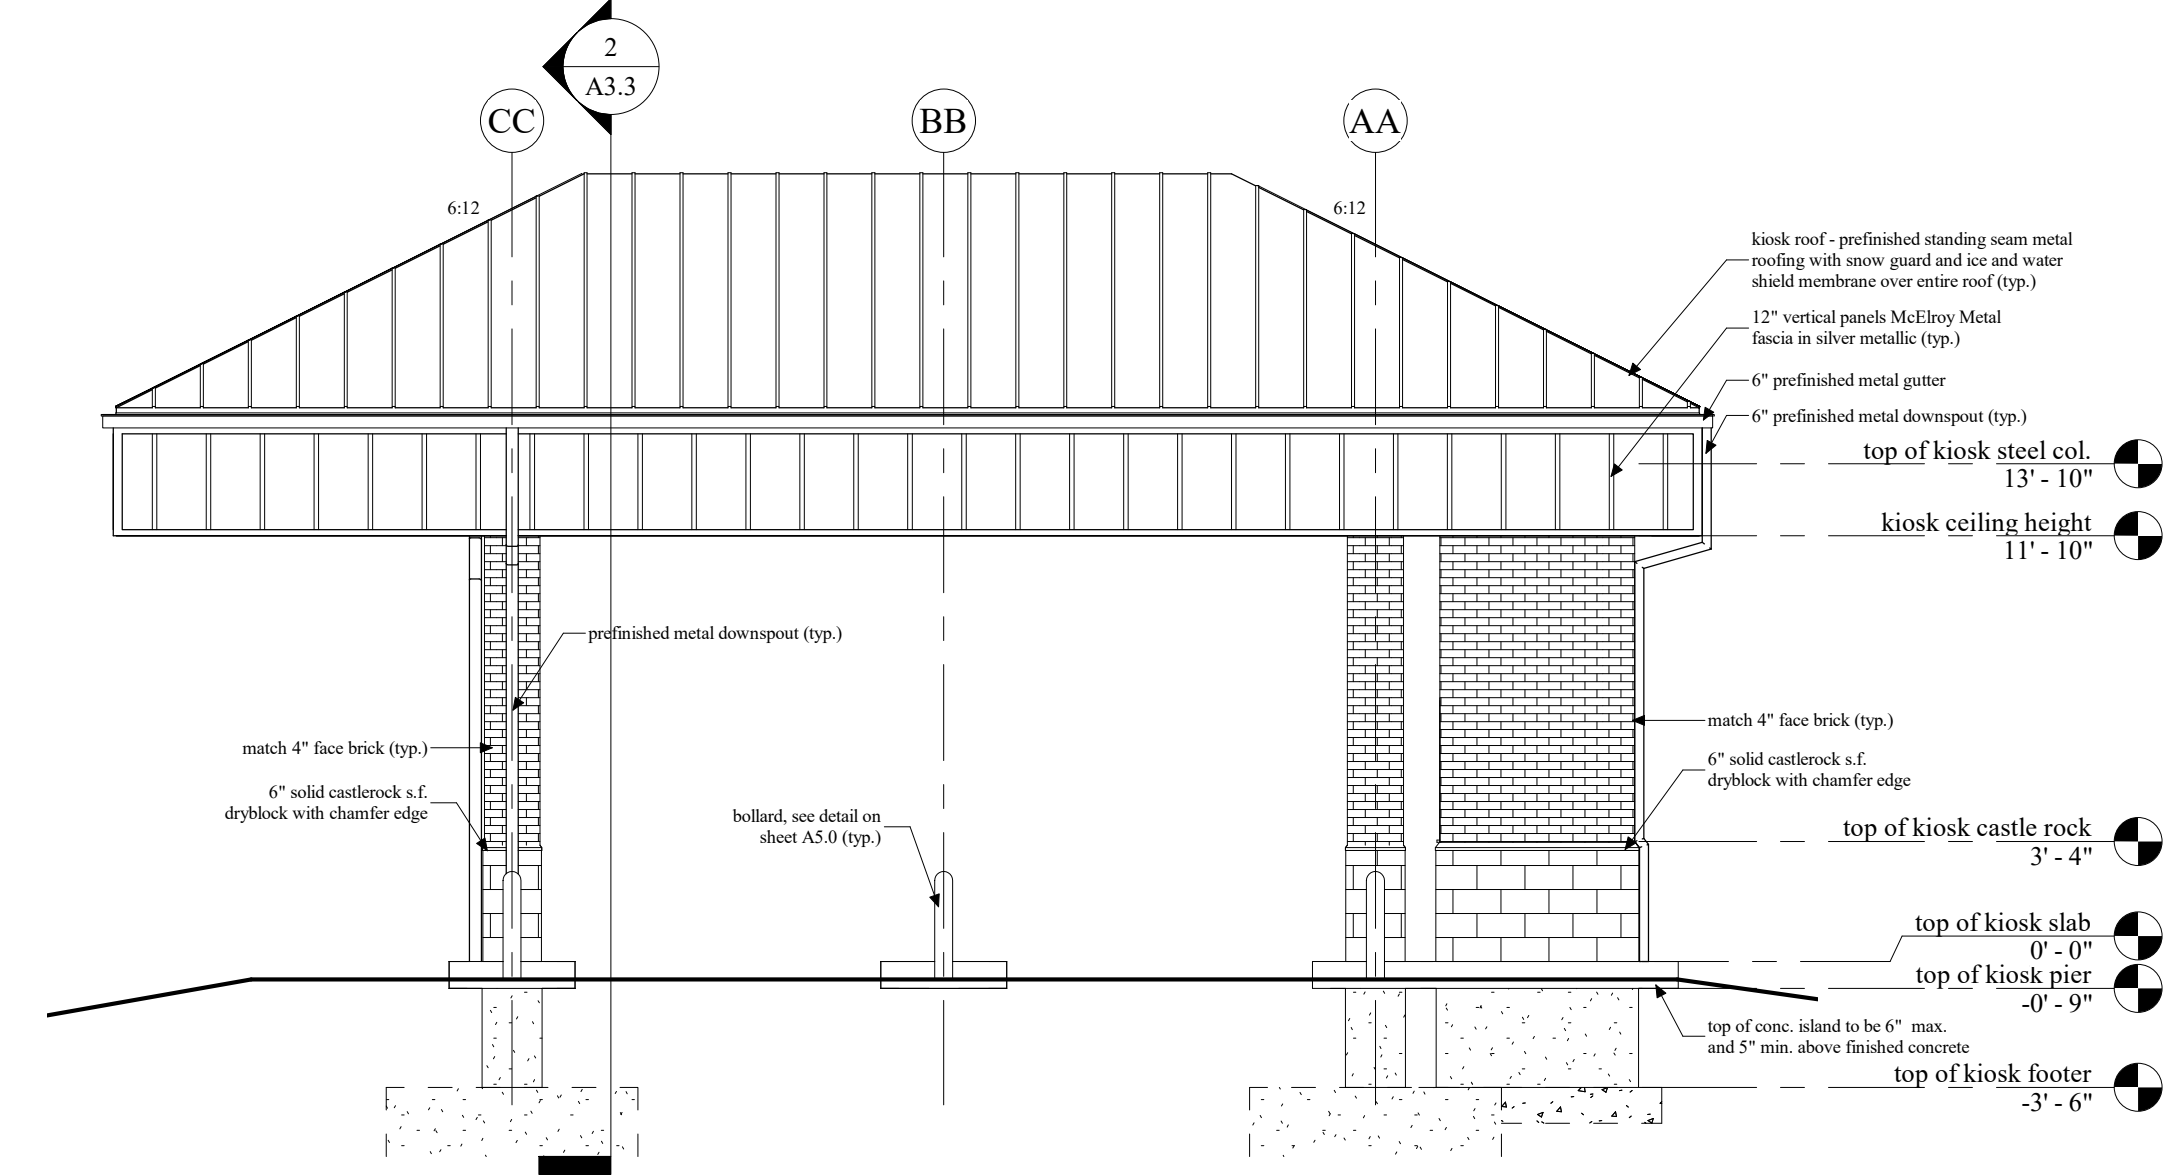 2
A3.3
CC
BB
AA
6:12
6:12
kiosk roof - prefinished standing seam metal
roofing with snow guard and ice and water
shield membrane over entire roof (typ.)
12" vertical panels McElroy Metal
fascia in silver metallic (typ.)
6" prefinished metal gutter
6" prefinished metal downspout (typ.)
top of kiosk steel col.
13' - 10"
kiosk ceiling height
11' - 10"
prefinished metal downspout (typ.)
match 4" face brick (typ.)
match 4" face brick (typ.)
6" solid castlerock s.f.
dryblock with chamfer edge
6" solid castlerock s.f.
dryblock with chamfer edge
bollard, see detail on
sheet A5.0 (typ.)
top of kiosk castle rock
3' - 4"
top of kiosk slab
0' - 0"
top of kiosk pier
-0' - 9"
top of conc. island to be 6" max.
and 5" min. above finished concrete
top of kiosk footer
-3' - 6"